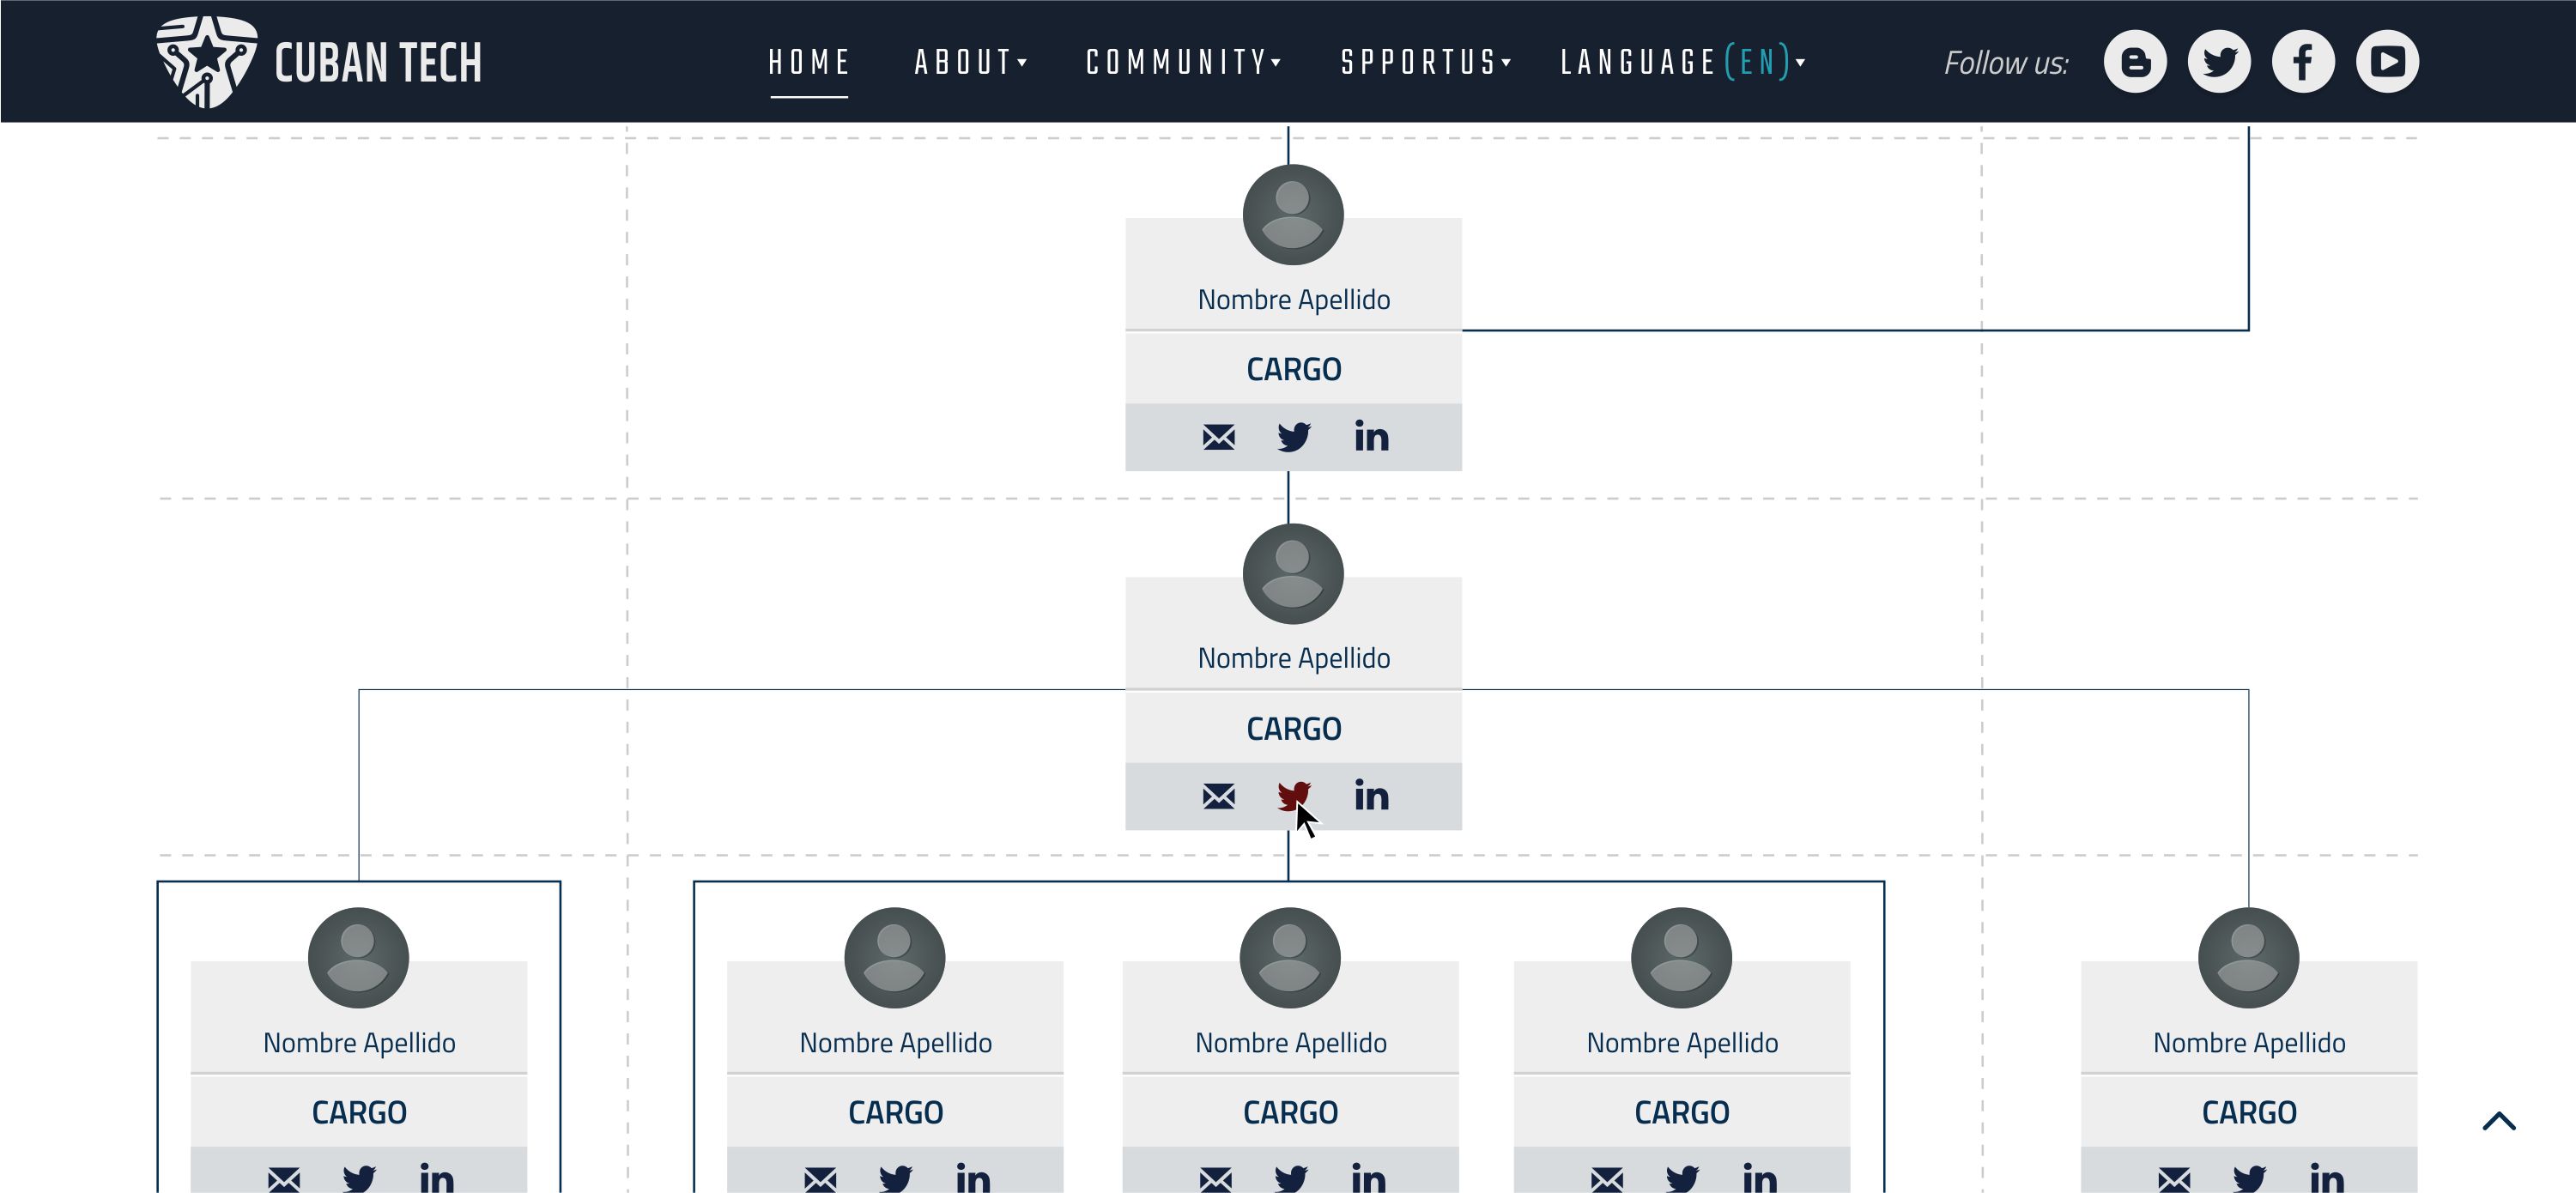 CUBAN TECH
HOME ABOUT COMMUNITY SPPORTUS LANGUAGE (EN) Follow us:
Nombre Apellido
CARGO
in
Nombre Apellido
CARGO
in
Nombre Apellido Nombre Apellido Nombre Apellido Nombre Apellido Nombre Apellido
CARGO CARGO CARGO CARGO CARGO
in in in in in